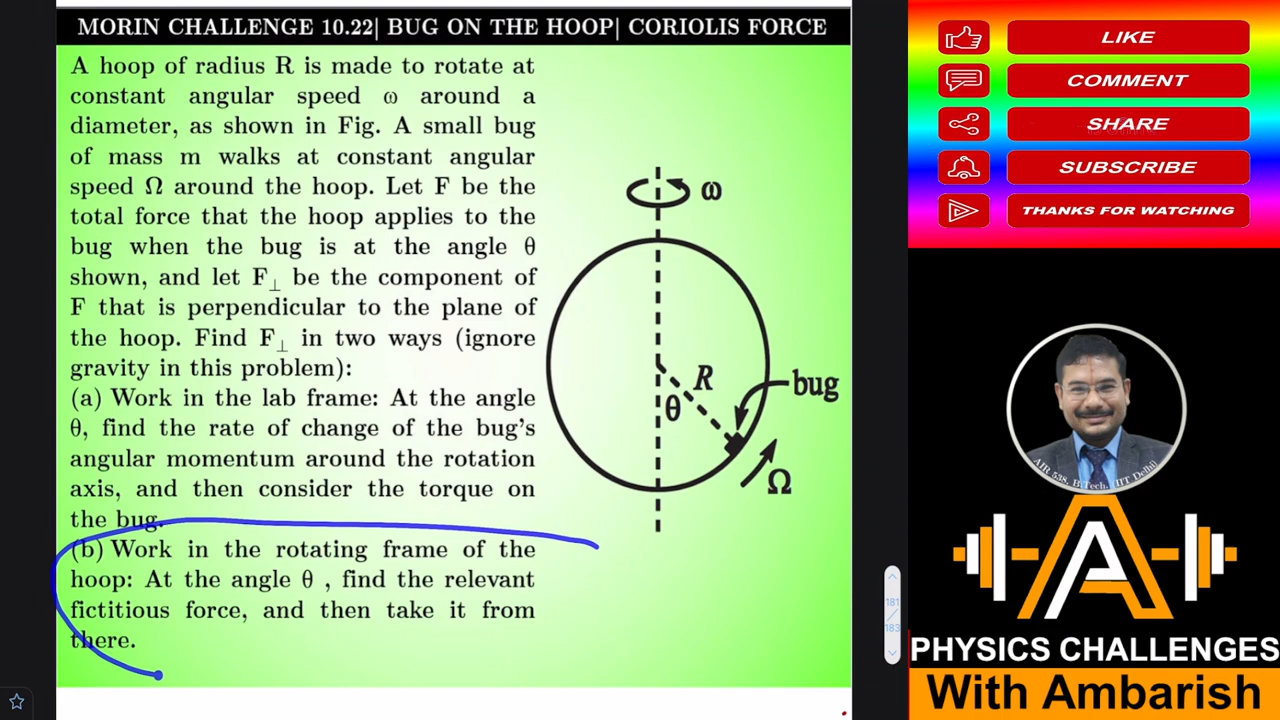 MORIN CHALLENGE 10.22| BUG ON THE HOOP| CORIOLIS FORCE
A hoop of radius R is made to rotate at
constant angular speed ω around a
diameter, as shown in Fig. A small bug
of mass m walks at constant angular
speed Ω around the hoop. Let F be the
total force that the hoop applies to the
bug when the bug is at the angle θ
shown, and let F⊥ be the component of
F that is perpendicular to the plane of
the hoop. Find F⊥ in two ways (ignore
gravity in this problem):
(a) Work in the lab frame: At the angle
θ, find the rate of change of the bug's
angular momentum around the rotation
axis, and then consider the torque on
the bug.
(b) Work in the rotating frame of the
hoop: At the angle θ , find the relevant
fictitious force, and then take it from
there.
ω
R
θ
bug
Ω
181
/
183
LIKE
COMMENT
SHARE
SUBSCRIBE
THANKS FOR WATCHING
AIR 538, B.Tech. (IIT Delhi)
A
PHYSICS CHALLENGES
With Ambarish